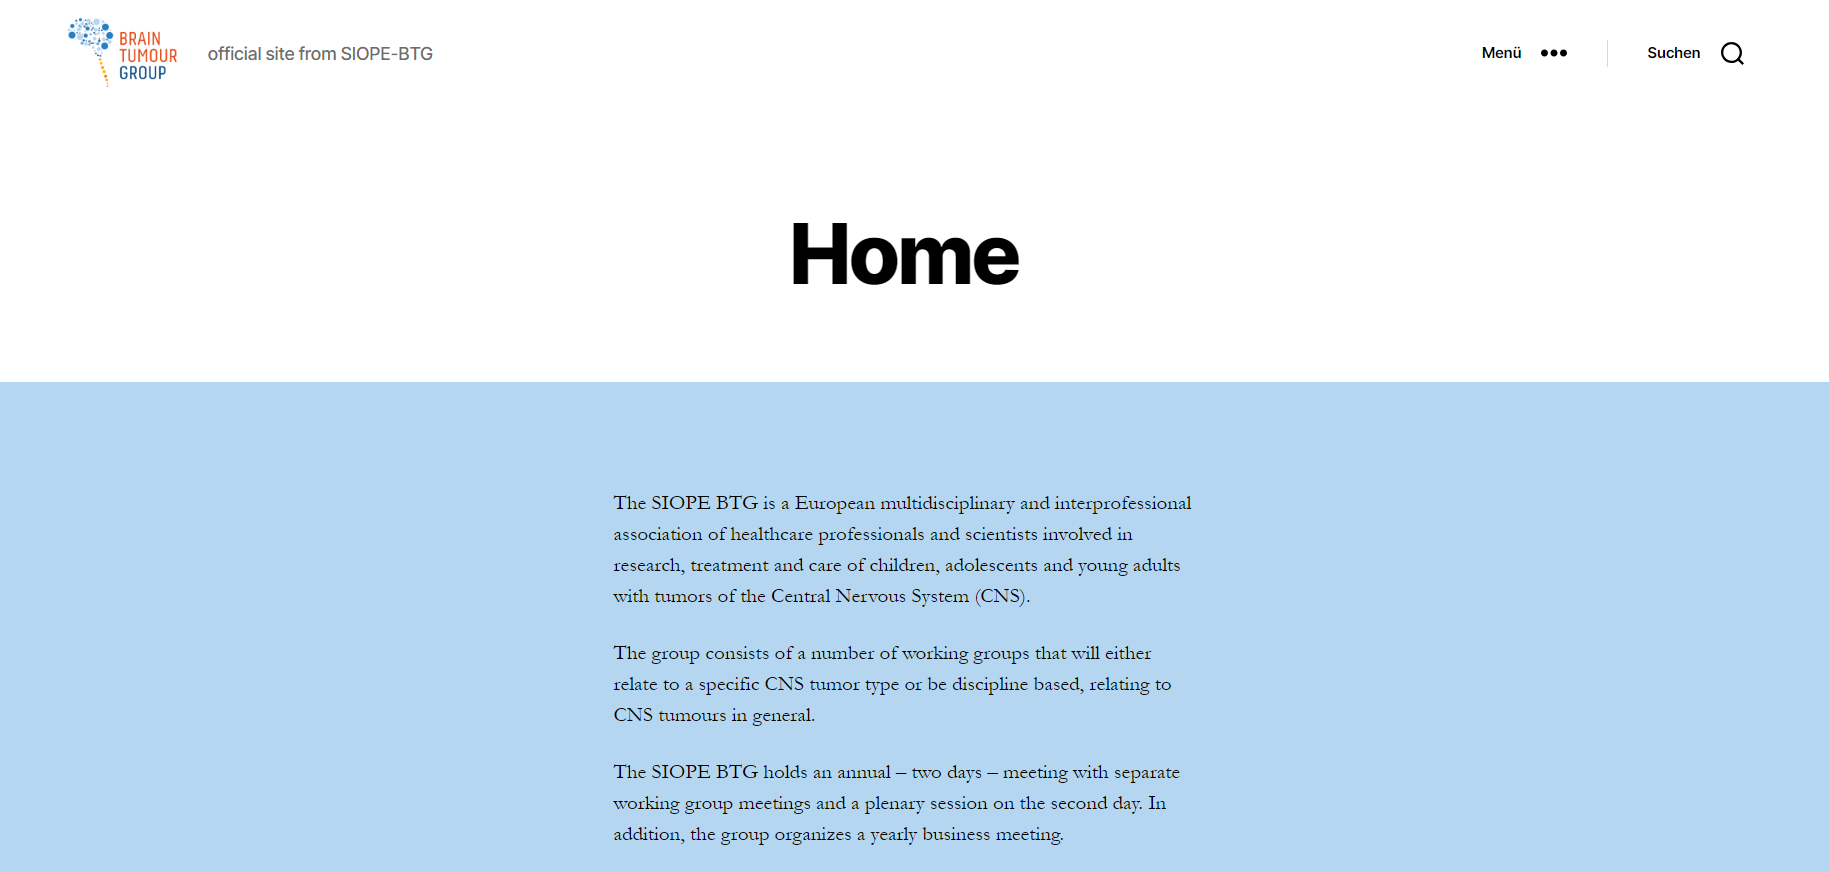 BRAIN
TUMOUR
GROUP
official site from SIOPE-BTG
Menü
Suchen
Home
The SIOPE BTG is a European multidisciplinary and interprofessional
association of healthcare professionals and scientists involved in
research, treatment and care of children, adolescents and young adults
with tumors of the Central Nervous System (CNS).
The group consists of a number of working groups that will either
relate to a specific CNS tumor type or be discipline based, relating to
CNS tumours in general.
The SIOPE BTG holds an annual – two days – meeting with separate
working group meetings and a plenary session on the second day. In
addition, the group organizes a yearly business meeting.